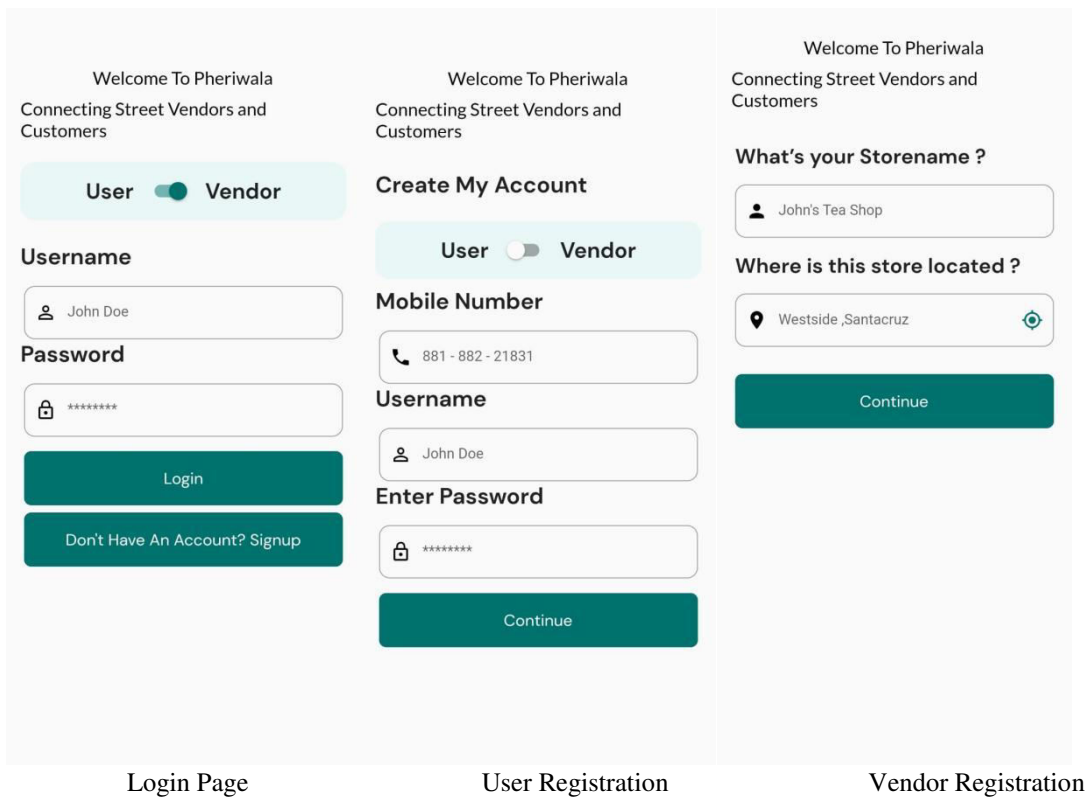 Welcome To Pheriwala
Connecting Street Vendors and
Customers
User Vendor
Username
John Doe
Password
********
Login
Don't Have An Account? Signup
Welcome To Pheriwala
Connecting Street Vendors and
Customers
Create My Account
User Vendor
Mobile Number
881 - 882 - 21831
Username
John Doe
Enter Password
********
Continue
Welcome To Pheriwala
Connecting Street Vendors and
Customers
What's your Storename ?
John's Tea Shop
Where is this store located ?
Westside ,Santacruz
Continue
Login Page
User Registration
Vendor Registration